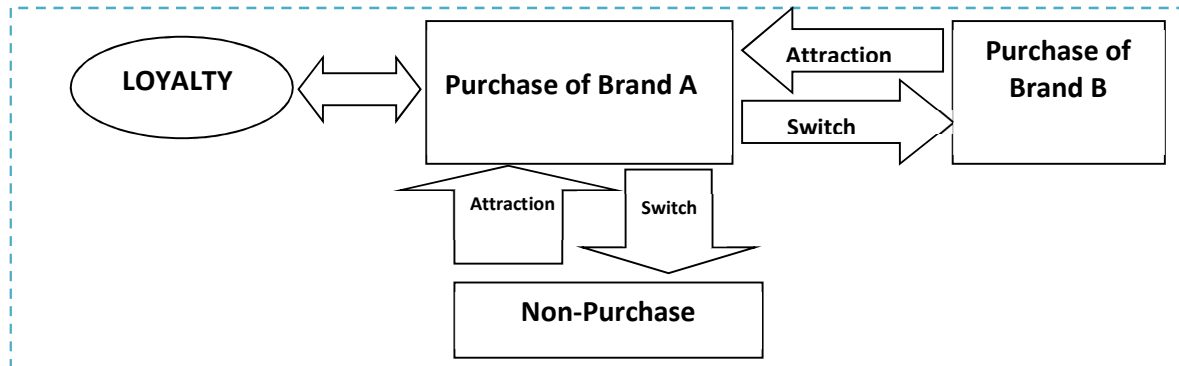 LOYALTY
Purchase of Brand A
Attraction
Switch
Purchase of
Brand B
Attraction
Switch
Non-Purchase